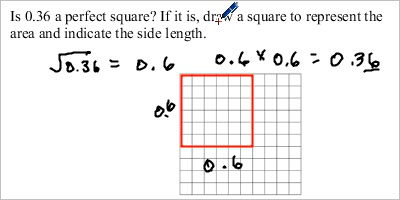 Is 0.36 a perfect square? If it is, draw a square to represent the
area and indicate the side length.
√0.36 = 0.6
0.6 × 0.6 = 0.36
0.6
0.6